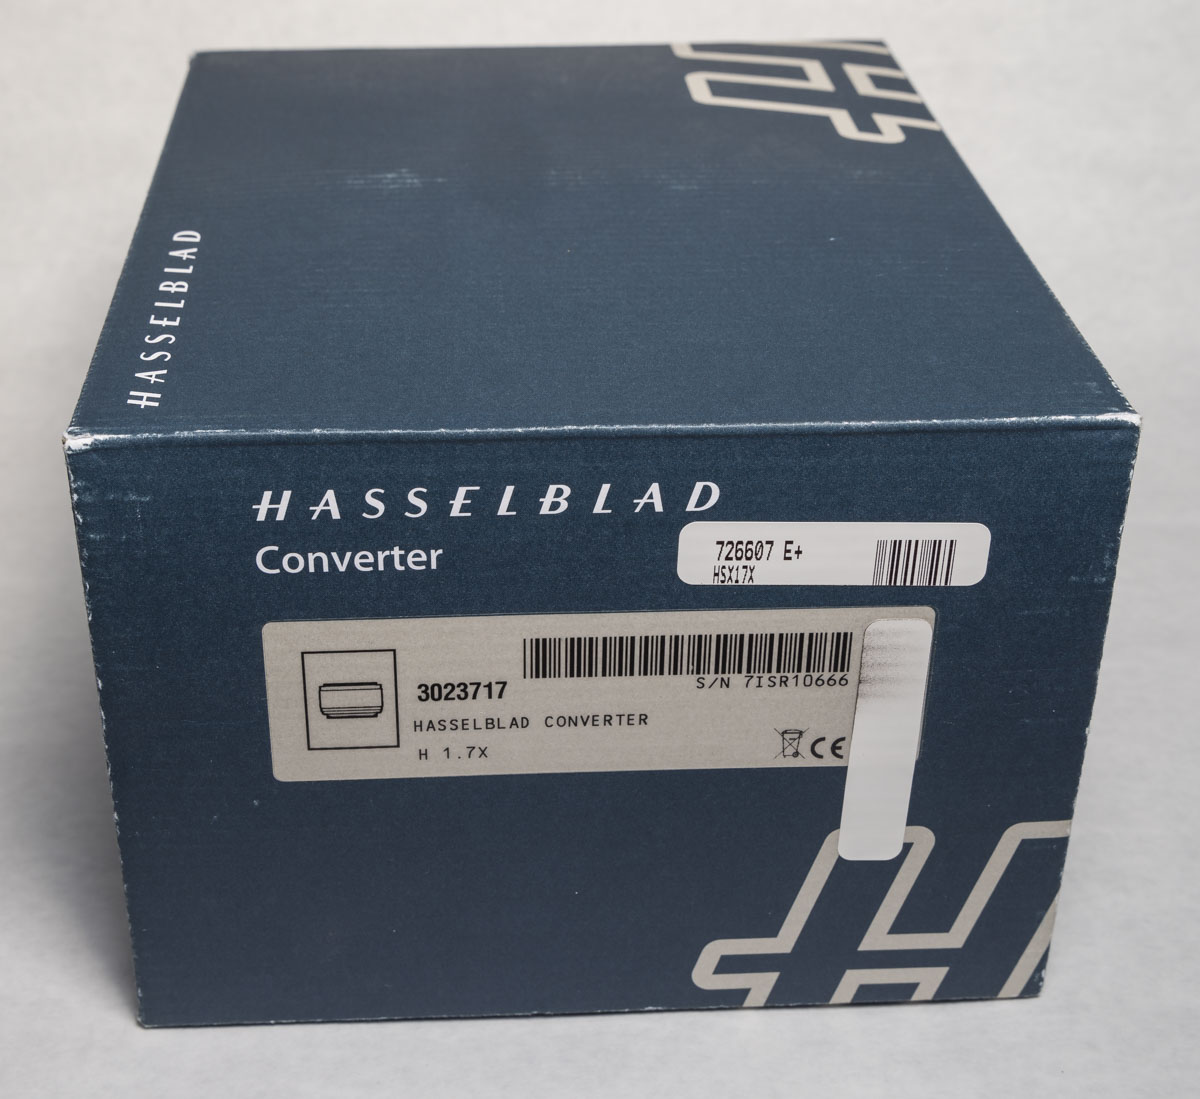 HASSELBLAD
HASSELBLAD
Converter
726607 E+
HSX17X
S/N 7ISR10666
3023717
HASSELBLAD CONVERTER
H 1.7X
CE